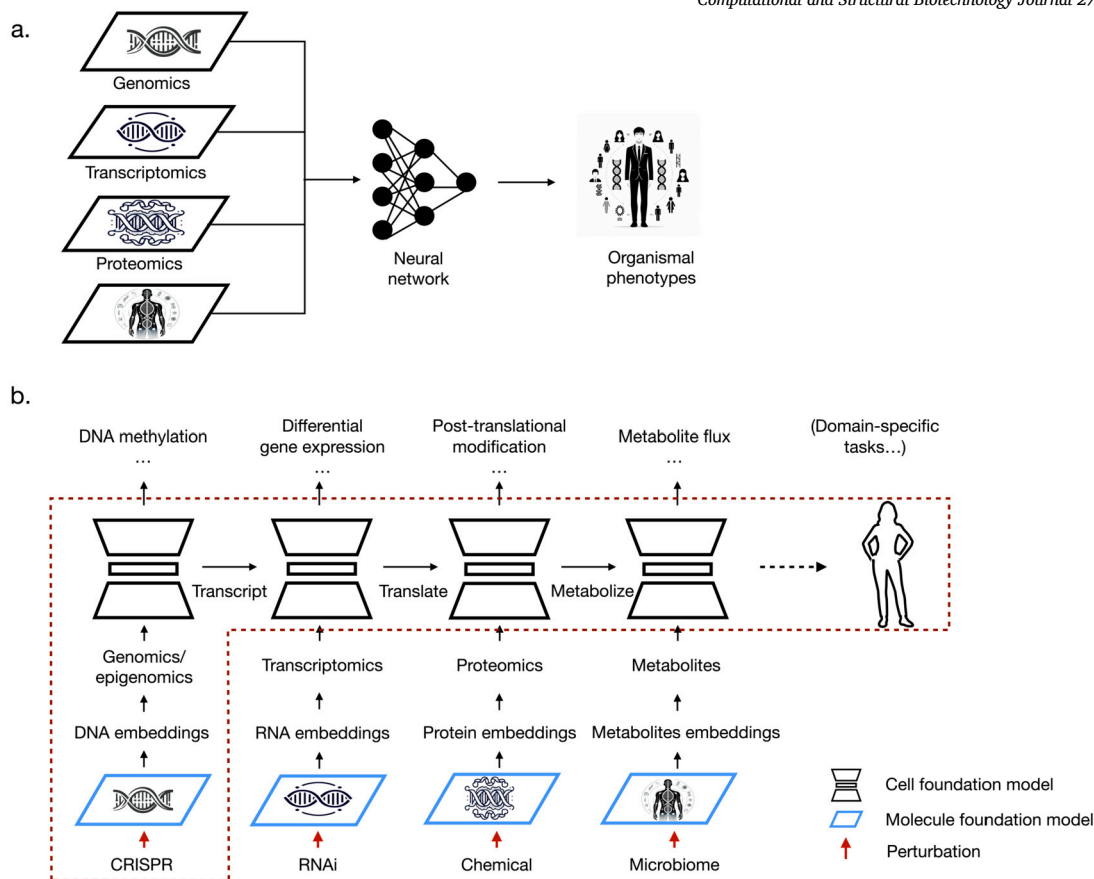 Computational and Structural Biotechnology Journal 27
a.
Genomics
Transcriptomics
Proteomics
Neural
network
Organismal
phenotypes
b.
DNA methylation
...
Differential
gene expression
...
Post-translational
modification
...
Metabolite flux
...
(Domain-specific
tasks...)
Transcript
Translate
Metabolize
Genomics/
epigenomics
Transcriptomics
Proteomics
Metabolites
DNA embeddings
RNA embeddings
Protein embeddings
Metabolites embeddings
CRISPR
RNAi
Chemical
Microbiome
Cell foundation model
Molecule foundation model
Perturbation